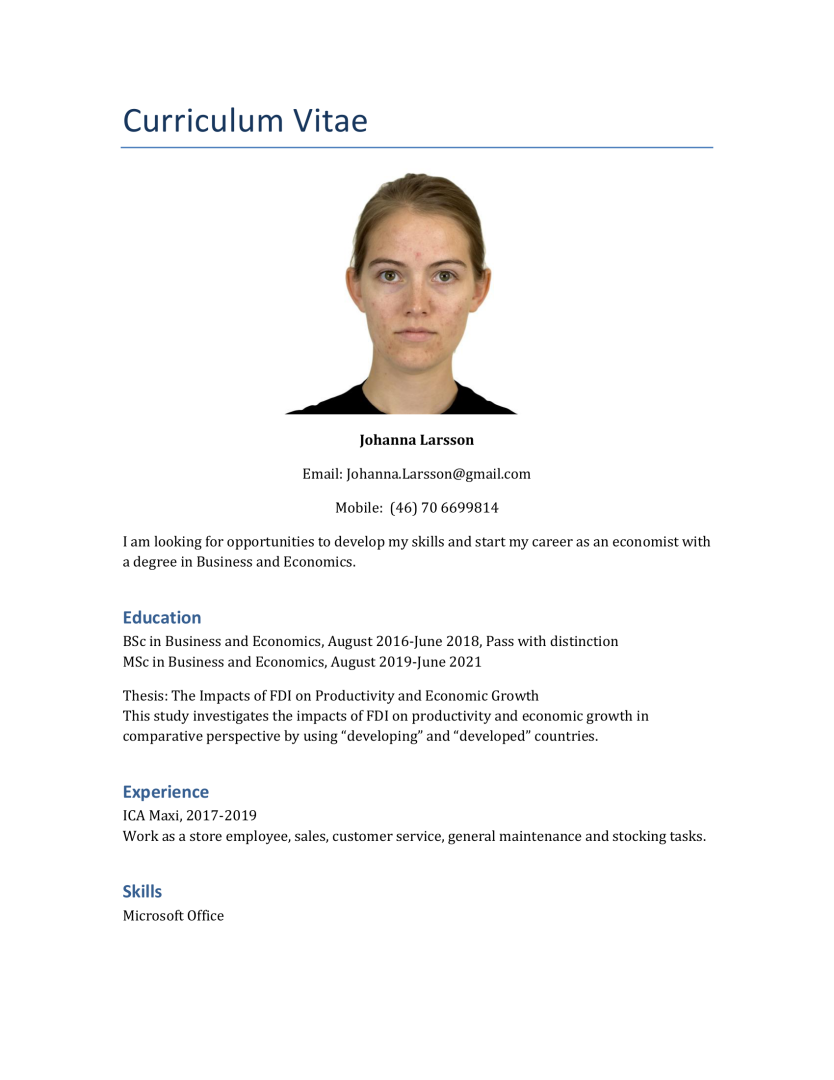 Curriculum Vitae
Johanna Larsson
Email: Johanna.Larsson@gmail.com
Mobile:  (46) 70 6699814
I am looking for opportunities to develop my skills and start my career as an economist with
a degree in Business and Economics.
Education
BSc in Business and Economics, August 2016-June 2018, Pass with distinction
MSc in Business and Economics, August 2019-June 2021
Thesis: The Impacts of FDI on Productivity and Economic Growth
This study investigates the impacts of FDI on productivity and economic growth in
comparative perspective by using “developing” and “developed” countries.
Experience
ICA Maxi, 2017-2019
Work as a store employee, sales, customer service, general maintenance and stocking tasks.
Skills
Microsoft Office